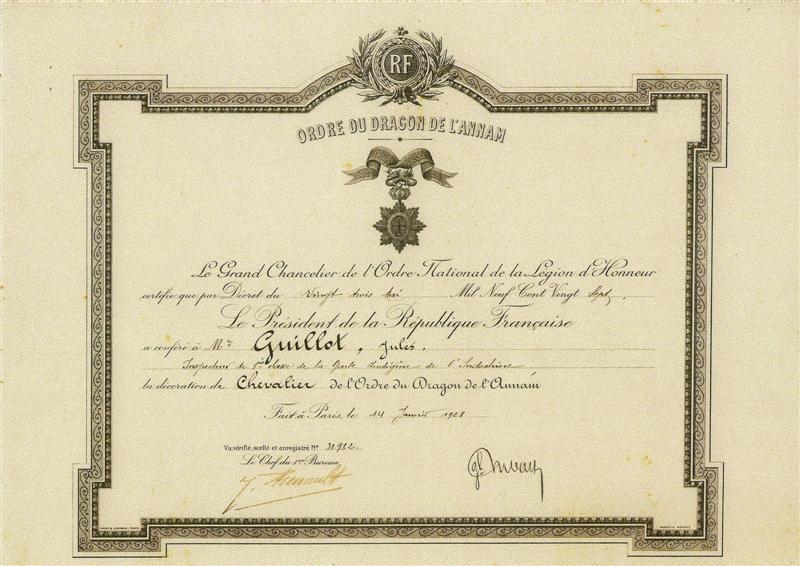 RF
ORDRE DU DRAGON DE L'ANNAM
Le Grand Chancelier de l'Ordre National de la Légion d'Honneur
certifie que par Décret du Vingt trois Mai Mil Neuf Cent Vingt Sept.
Le Président de la République Française
a conféré à Mr Guillot, Jules.
Inspecteur de 1re classe de la Garde Indigène de l'Indochine
la décoration de Chevalier de l'Ordre du Dragon de l'Annam
Fait à Paris, le 14 Janvier 1928
Vu, vérifié, scellé et enregistré No 31.982
Le Chef du 1er Bureau,